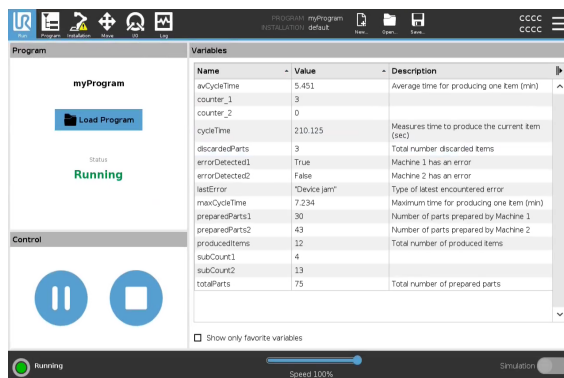 UR
Run
Program
Installation
Move
I/O
Log
PROGRAM myProgram
INSTALLATION default
New...
Open...
Save...
CCCC
CCCC
Program
myProgram
Load Program
Status
Running
Control
Variables
Name Value Description
avCycleTime 5.451 Average time for producing one item (min)
counter_1 3
counter_2 0
cycleTime 210.125 Measures time to produce the current item
(sec)
discardedParts 3 Total number discarded items
errorDetected1 True Machine 1 has an error
errorDetected2 False Machine 2 has an error
lastError "Device jam" Type of latest encountered error
maxCycleTime 7.234 Maximum time for producing one item (min)
preparedParts1 30 Number of parts prepared by Machine 1
preparedParts2 43 Number of parts prepared by Machine 2
producedItems 12 Total number of produced items
subCount1 4
subCount2 13
totalParts 75 Total number of prepared parts
Show only favorite variables
Running
Speed 100%
Simulation